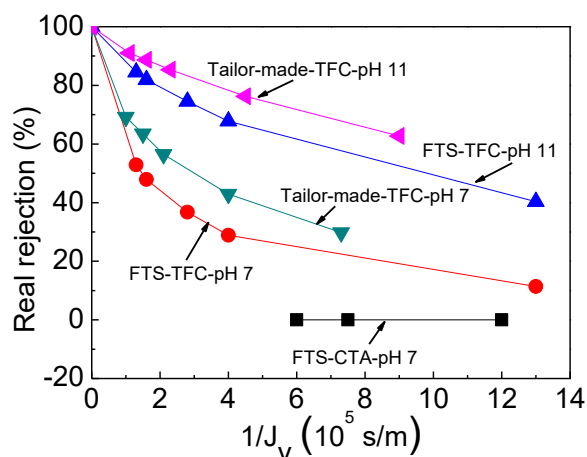 100
80
60
40
20
0
-20
Real rejection (%)
Tailor-made-TFC-pH 11
FTS-TFC-pH 11
Tailor-made-TFC-pH 7
FTS-TFC-pH 7
FTS-CTA-pH 7
0 2 4 6 8 10 12 14
1/Jv (10^5 s/m)